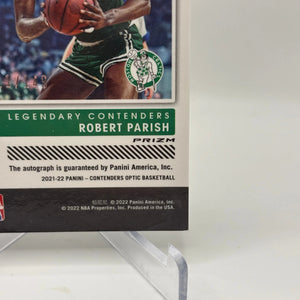 LEGENDARY CONTENDERS
ROBERT PARISH
PRIZM
The autograph is guaranteed by Panini America, Inc.
2021-22 PANINI – CONTENDERS OPTIC BASKETBALL
© 2022 Panini America, Inc.
© 2022 NBA Properties, Inc. Produced in the USA.